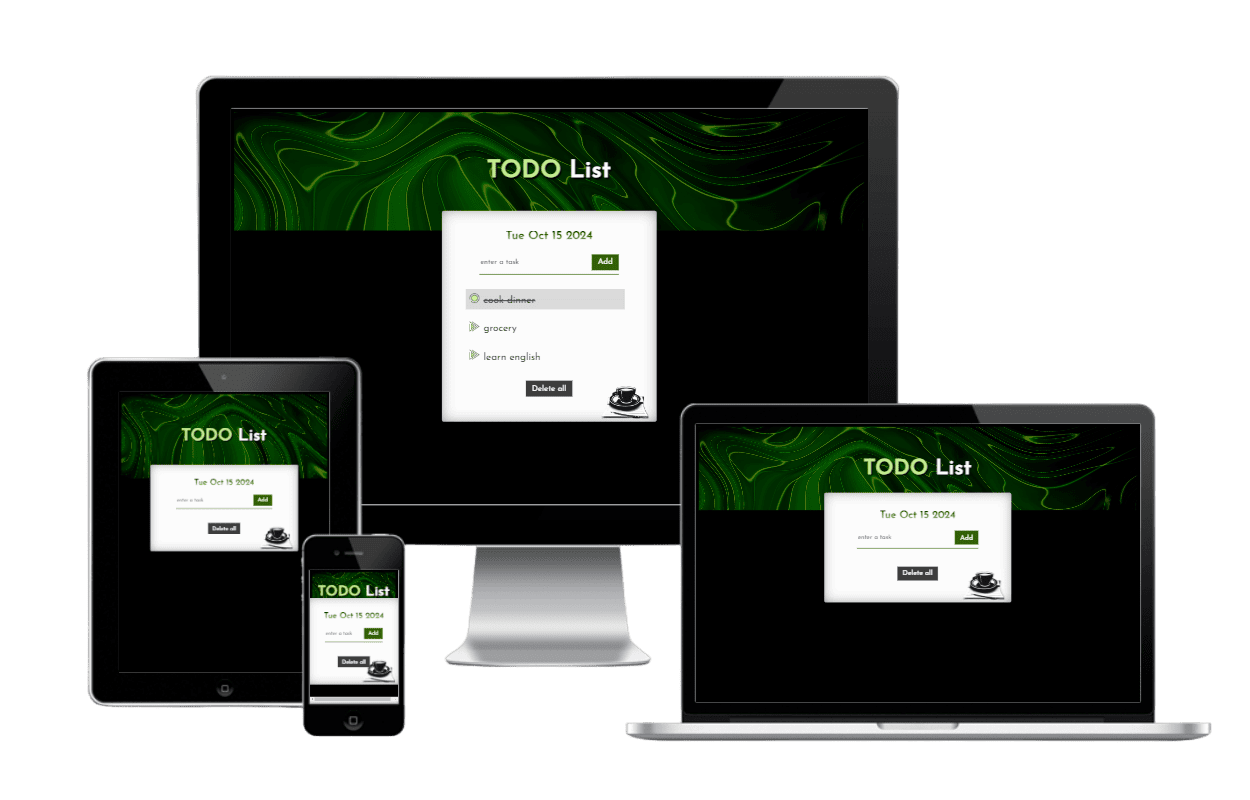 TODO List
Tue Oct 15 2024
enter a task Add
cook dinner
grocery
learn english
Delete all
TODO List
Tue Oct 15 2024
enter a task Add
Delete all
TODO List
Tue Oct 15 2024
enter a task Add
Delete all
TODO List
Tue Oct 15 2024
enter a task Add
Delete all